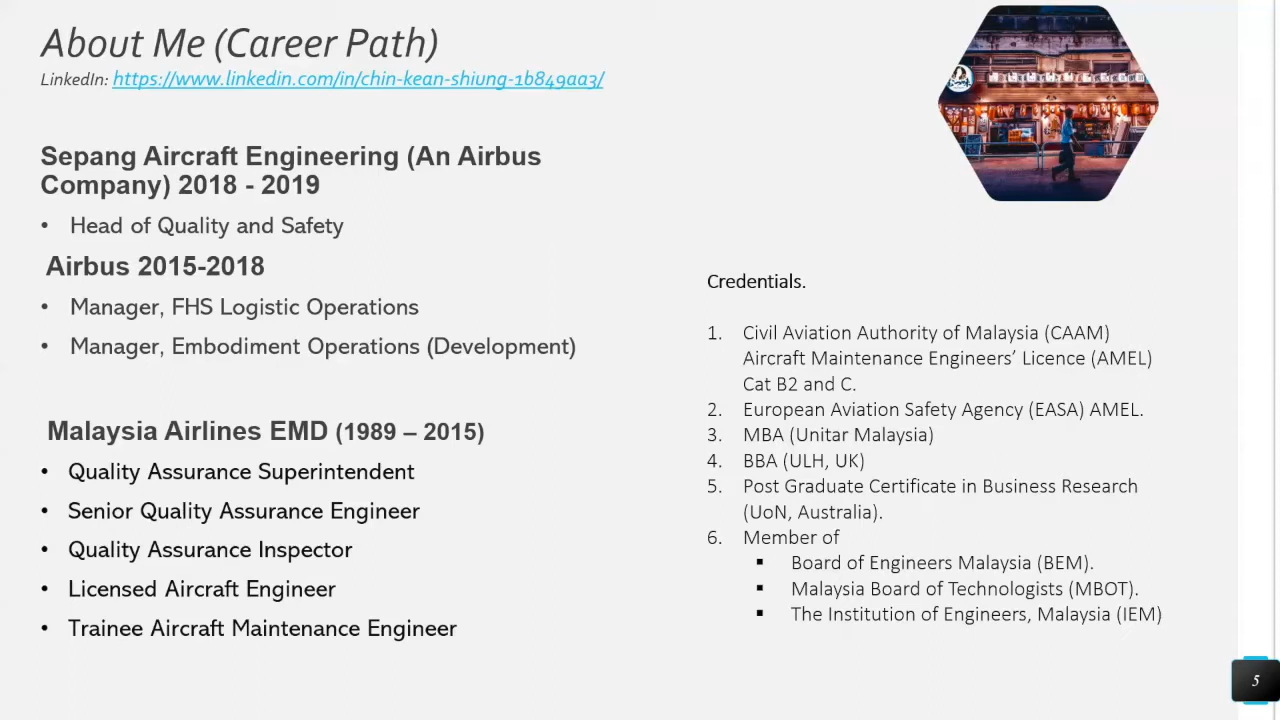 About Me (Career Path)
LinkedIn: https://www.linkedin.com/in/chin-kean-shiung-1b849aa3/
Sepang Aircraft Engineering (An Airbus
Company) 2018 - 2019
• Head of Quality and Safety
Airbus 2015-2018
• Manager, FHS Logistic Operations
• Manager, Embodiment Operations (Development)
Malaysia Airlines EMD (1989 – 2015)
• Quality Assurance Superintendent
• Senior Quality Assurance Engineer
• Quality Assurance Inspector
• Licensed Aircraft Engineer
• Trainee Aircraft Maintenance Engineer
Credentials.
1. Civil Aviation Authority of Malaysia (CAAM)
Aircraft Maintenance Engineers’ Licence (AMEL)
Cat B2 and C.
2. European Aviation Safety Agency (EASA) AMEL.
3. MBA (Unitar Malaysia)
4. BBA (ULH, UK)
5. Post Graduate Certificate in Business Research
(UoN, Australia).
6. Member of
▪ Board of Engineers Malaysia (BEM).
▪ Malaysia Board of Technologists (MBOT).
▪ The Institution of Engineers, Malaysia (IEM)
5